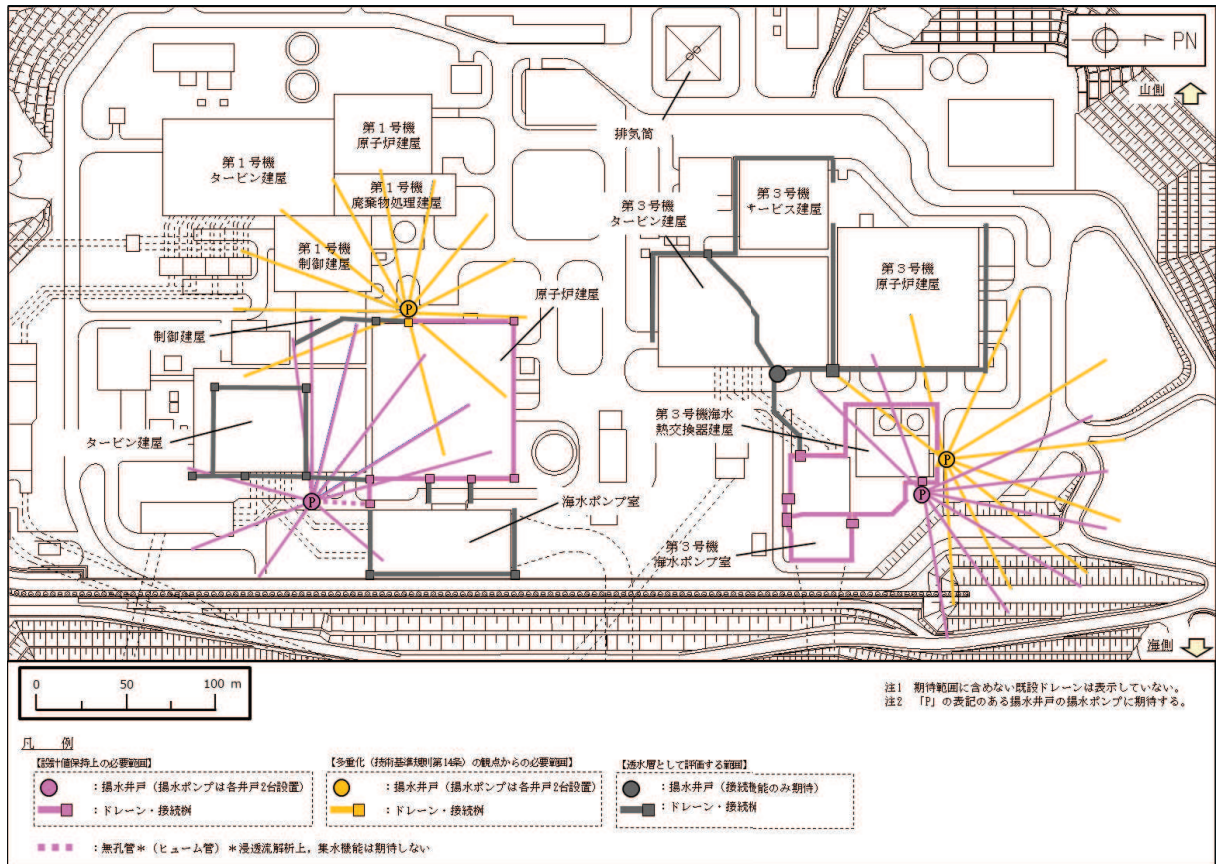 PN
山側
排気筒
第1号機
原子炉建屋
第1号機
タービン建屋
第1号機
廃棄物処理建屋
第1号機
制御建屋
第3号機
タービン建屋
第3号機
サービス建屋
第3号機
原子炉建屋
原子炉建屋
制御建屋
P
タービン建屋
P
海水ポンプ室
第3号機海水
熱交換器建屋
P
P
第3号機
海水ポンプ室
海側
0 50 100 m
注1 期待範囲に含めない既設ドレーンは表示していない。
注2 「P」の表記のある揚水井戸の揚水ポンプに期待する。
凡 例
【設計値保持上の必要範囲】
:揚水井戸(揚水ポンプは各井戸2台設置)
:ドレーン・接続桝
【多重化(技術基準規則第14条)の観点からの必要範囲】
:揚水井戸(揚水ポンプは各井戸2台設置)
:ドレーン・接続桝
【透水層として評価する範囲】
:揚水井戸(接続機能のみ期待)
:ドレーン・接続桝
:無孔管*(ヒューム管)*浸透流解析上,集水機能は期待しない